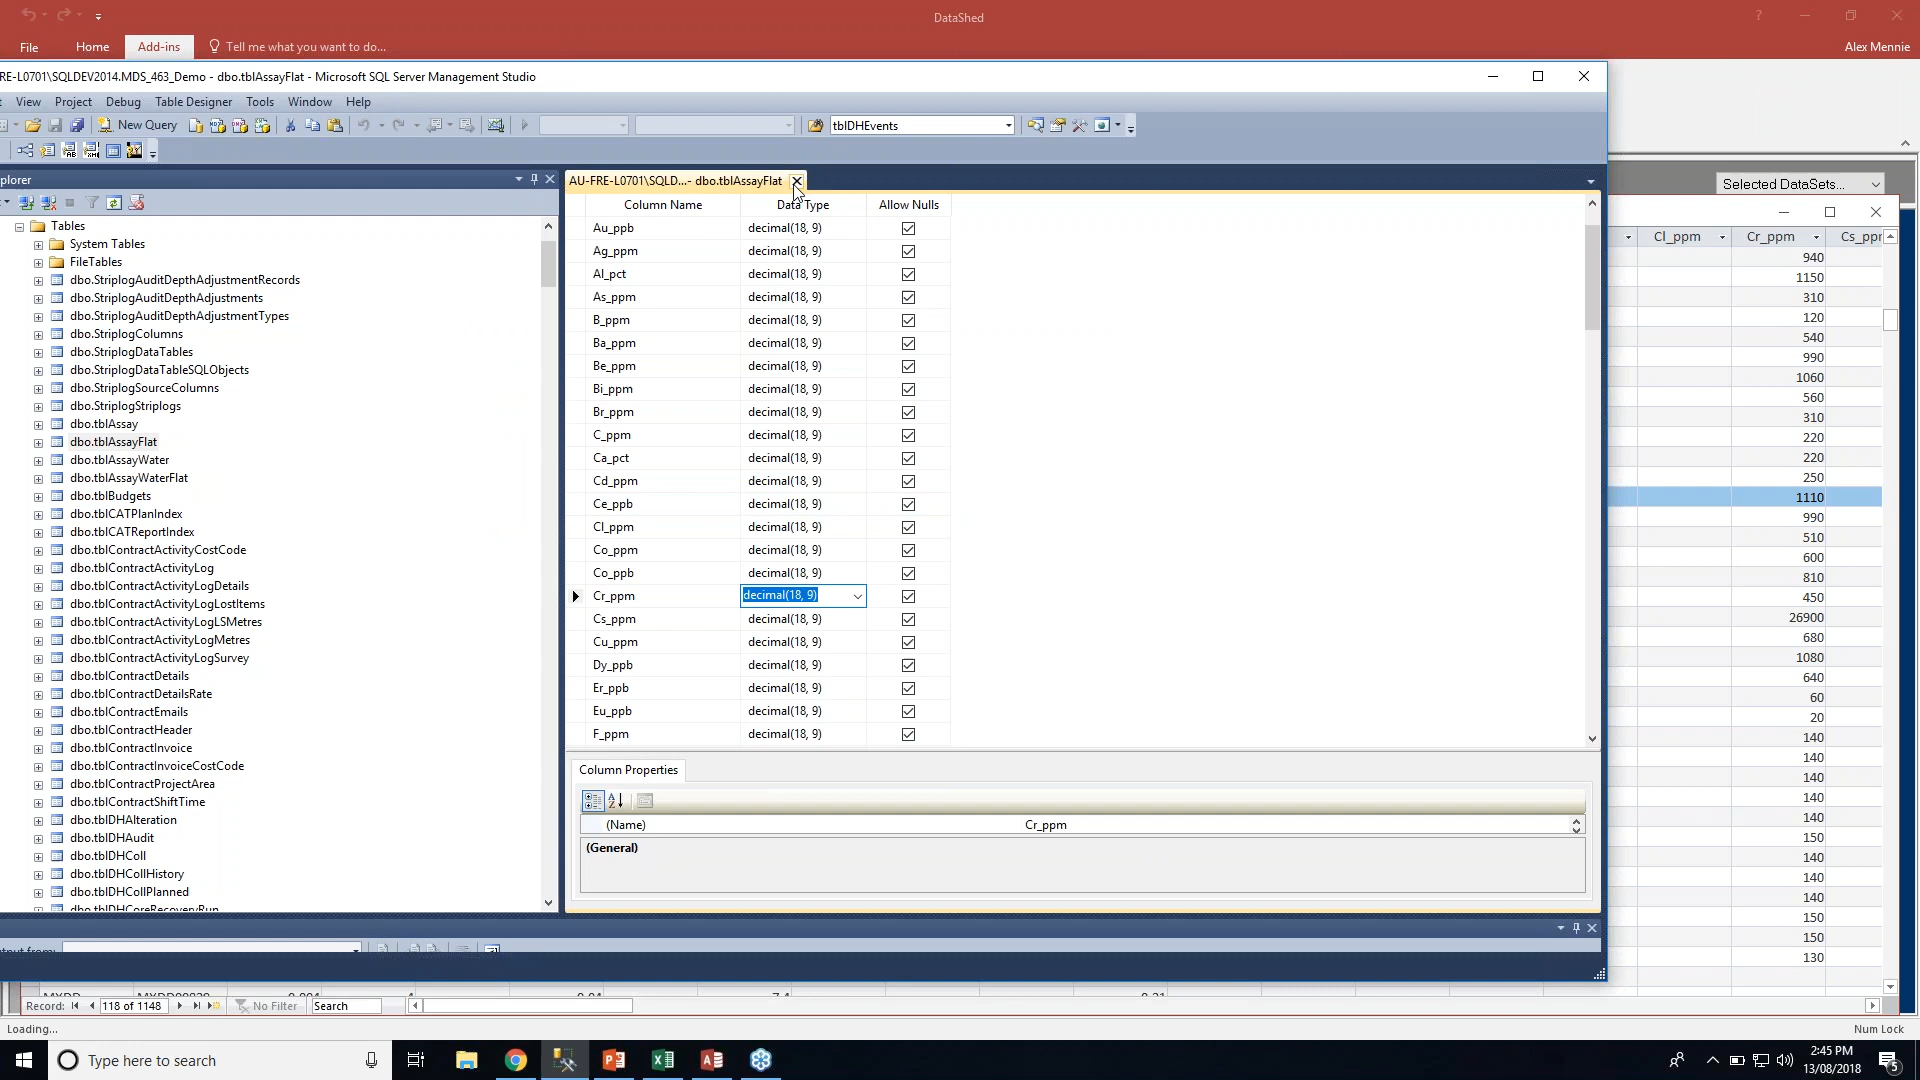 DataShed
File
Home
Add-ins
Tell me what you want to do...
Alex Mennie
RE-L0701\SQLDEV2014.MDS_463_Demo - dbo.tblAssayFlat - Microsoft SQL Server Management Studio
View Project Debug Table Designer Tools Window Help
New Query
tblDHEvents
plorer
Tables
System Tables
FileTables
dbo.StriplogAuditDepthAdjustmentRecords
dbo.StriplogAuditDepthAdjustments
dbo.StriplogAuditDepthAdjustmentTypes
dbo.StriplogColumns
dbo.StriplogDataTables
dbo.StriplogDataTableSQLObjects
dbo.StriplogSourceColumns
dbo.StriplogStriplogs
dbo.tblAssay
dbo.tblAssayFlat
dbo.tblAssayWater
dbo.tblAssayWaterFlat
dbo.tblBudgets
dbo.tblCATPlanIndex
dbo.tblCATReportIndex
dbo.tblContractActivityCostCode
dbo.tblContractActivityLog
dbo.tblContractActivityLogDetails
dbo.tblContractActivityLogLostItems
dbo.tblContractActivityLogLSMetres
dbo.tblContractActivityLogMetres
dbo.tblContractActivityLogSurvey
dbo.tblContractDetails
dbo.tblContractDetailsRate
dbo.tblContractEmails
dbo.tblContractHeader
dbo.tblContractInvoice
dbo.tblContractInvoiceCostCode
dbo.tblContractProjectArea
dbo.tblContractShiftTime
dbo.tblDHAlteration
dbo.tblDHAudit
dbo.tblDHColl
dbo.tblDHCollHistory
dbo.tblDHCollPlanned
dbo.tblDHCoreRecoveryRun
AU-FRE-L0701\SQLD...- dbo.tblAssayFlat
Column Name Data Type Allow Nulls
Au_ppb decimal(18, 9)
Ag_ppm decimal(18, 9)
Al_pct decimal(18, 9)
As_ppm decimal(18, 9)
B_ppm decimal(18, 9)
Ba_ppm decimal(18, 9)
Be_ppm decimal(18, 9)
Bi_ppm decimal(18, 9)
Br_ppm decimal(18, 9)
C_ppm decimal(18, 9)
Ca_pct decimal(18, 9)
Cd_ppm decimal(18, 9)
Ce_ppb decimal(18, 9)
Cl_ppm decimal(18, 9)
Co_ppm decimal(18, 9)
Co_ppb decimal(18, 9)
Cr_ppm decimal(18, 9)
Cs_ppm decimal(18, 9)
Cu_ppm decimal(18, 9)
Dy_ppb decimal(18, 9)
Er_ppb decimal(18, 9)
Eu_ppb decimal(18, 9)
F_ppm decimal(18, 9)
Column Properties
(Name) Cr_ppm
(General)
Selected DataSets...
Cl_ppm Cr_ppm Cs_ppr
940
1150
310
120
540
990
1060
560
310
220
220
250
1110
990
510
600
810
450
26900
680
1080
640
60
20
140
140
140
140
140
150
140
140
140
150
150
130
Record: 118 of 1148 No Filter Search
Loading...
Num Lock
Type here to search
2:45 PM
13/08/2018
5